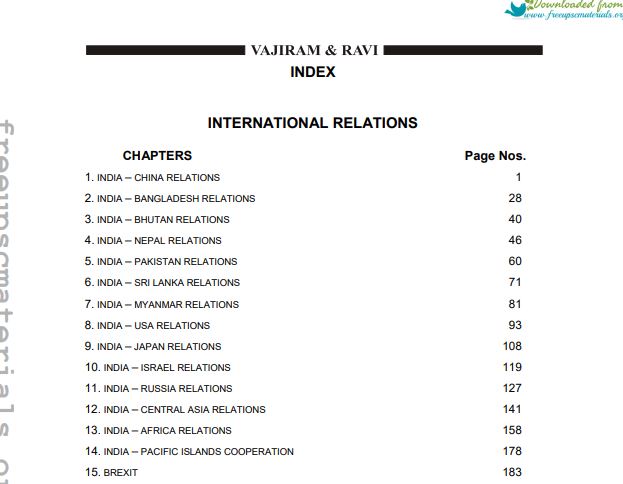 Downloaded from
www.freeupscmaterials.org
VAJIRAM & RAVI
INDEX
INTERNATIONAL RELATIONS
CHAPTERS Page Nos.
1. INDIA – CHINA RELATIONS 1
2. INDIA – BANGLADESH RELATIONS 28
3. INDIA – BHUTAN RELATIONS 40
4. INDIA – NEPAL RELATIONS 46
5. INDIA – PAKISTAN RELATIONS 60
6. INDIA – SRI LANKA RELATIONS 71
7. INDIA – MYANMAR RELATIONS 81
8. INDIA – USA RELATIONS 93
9. INDIA – JAPAN RELATIONS 108
10. INDIA – ISRAEL RELATIONS 119
11. INDIA – RUSSIA RELATIONS 127
12. INDIA – CENTRAL ASIA RELATIONS 141
13. INDIA – AFRICA RELATIONS 158
14. INDIA – PACIFIC ISLANDS COOPERATION 178
15. BREXIT 183
freeupscmaterials or